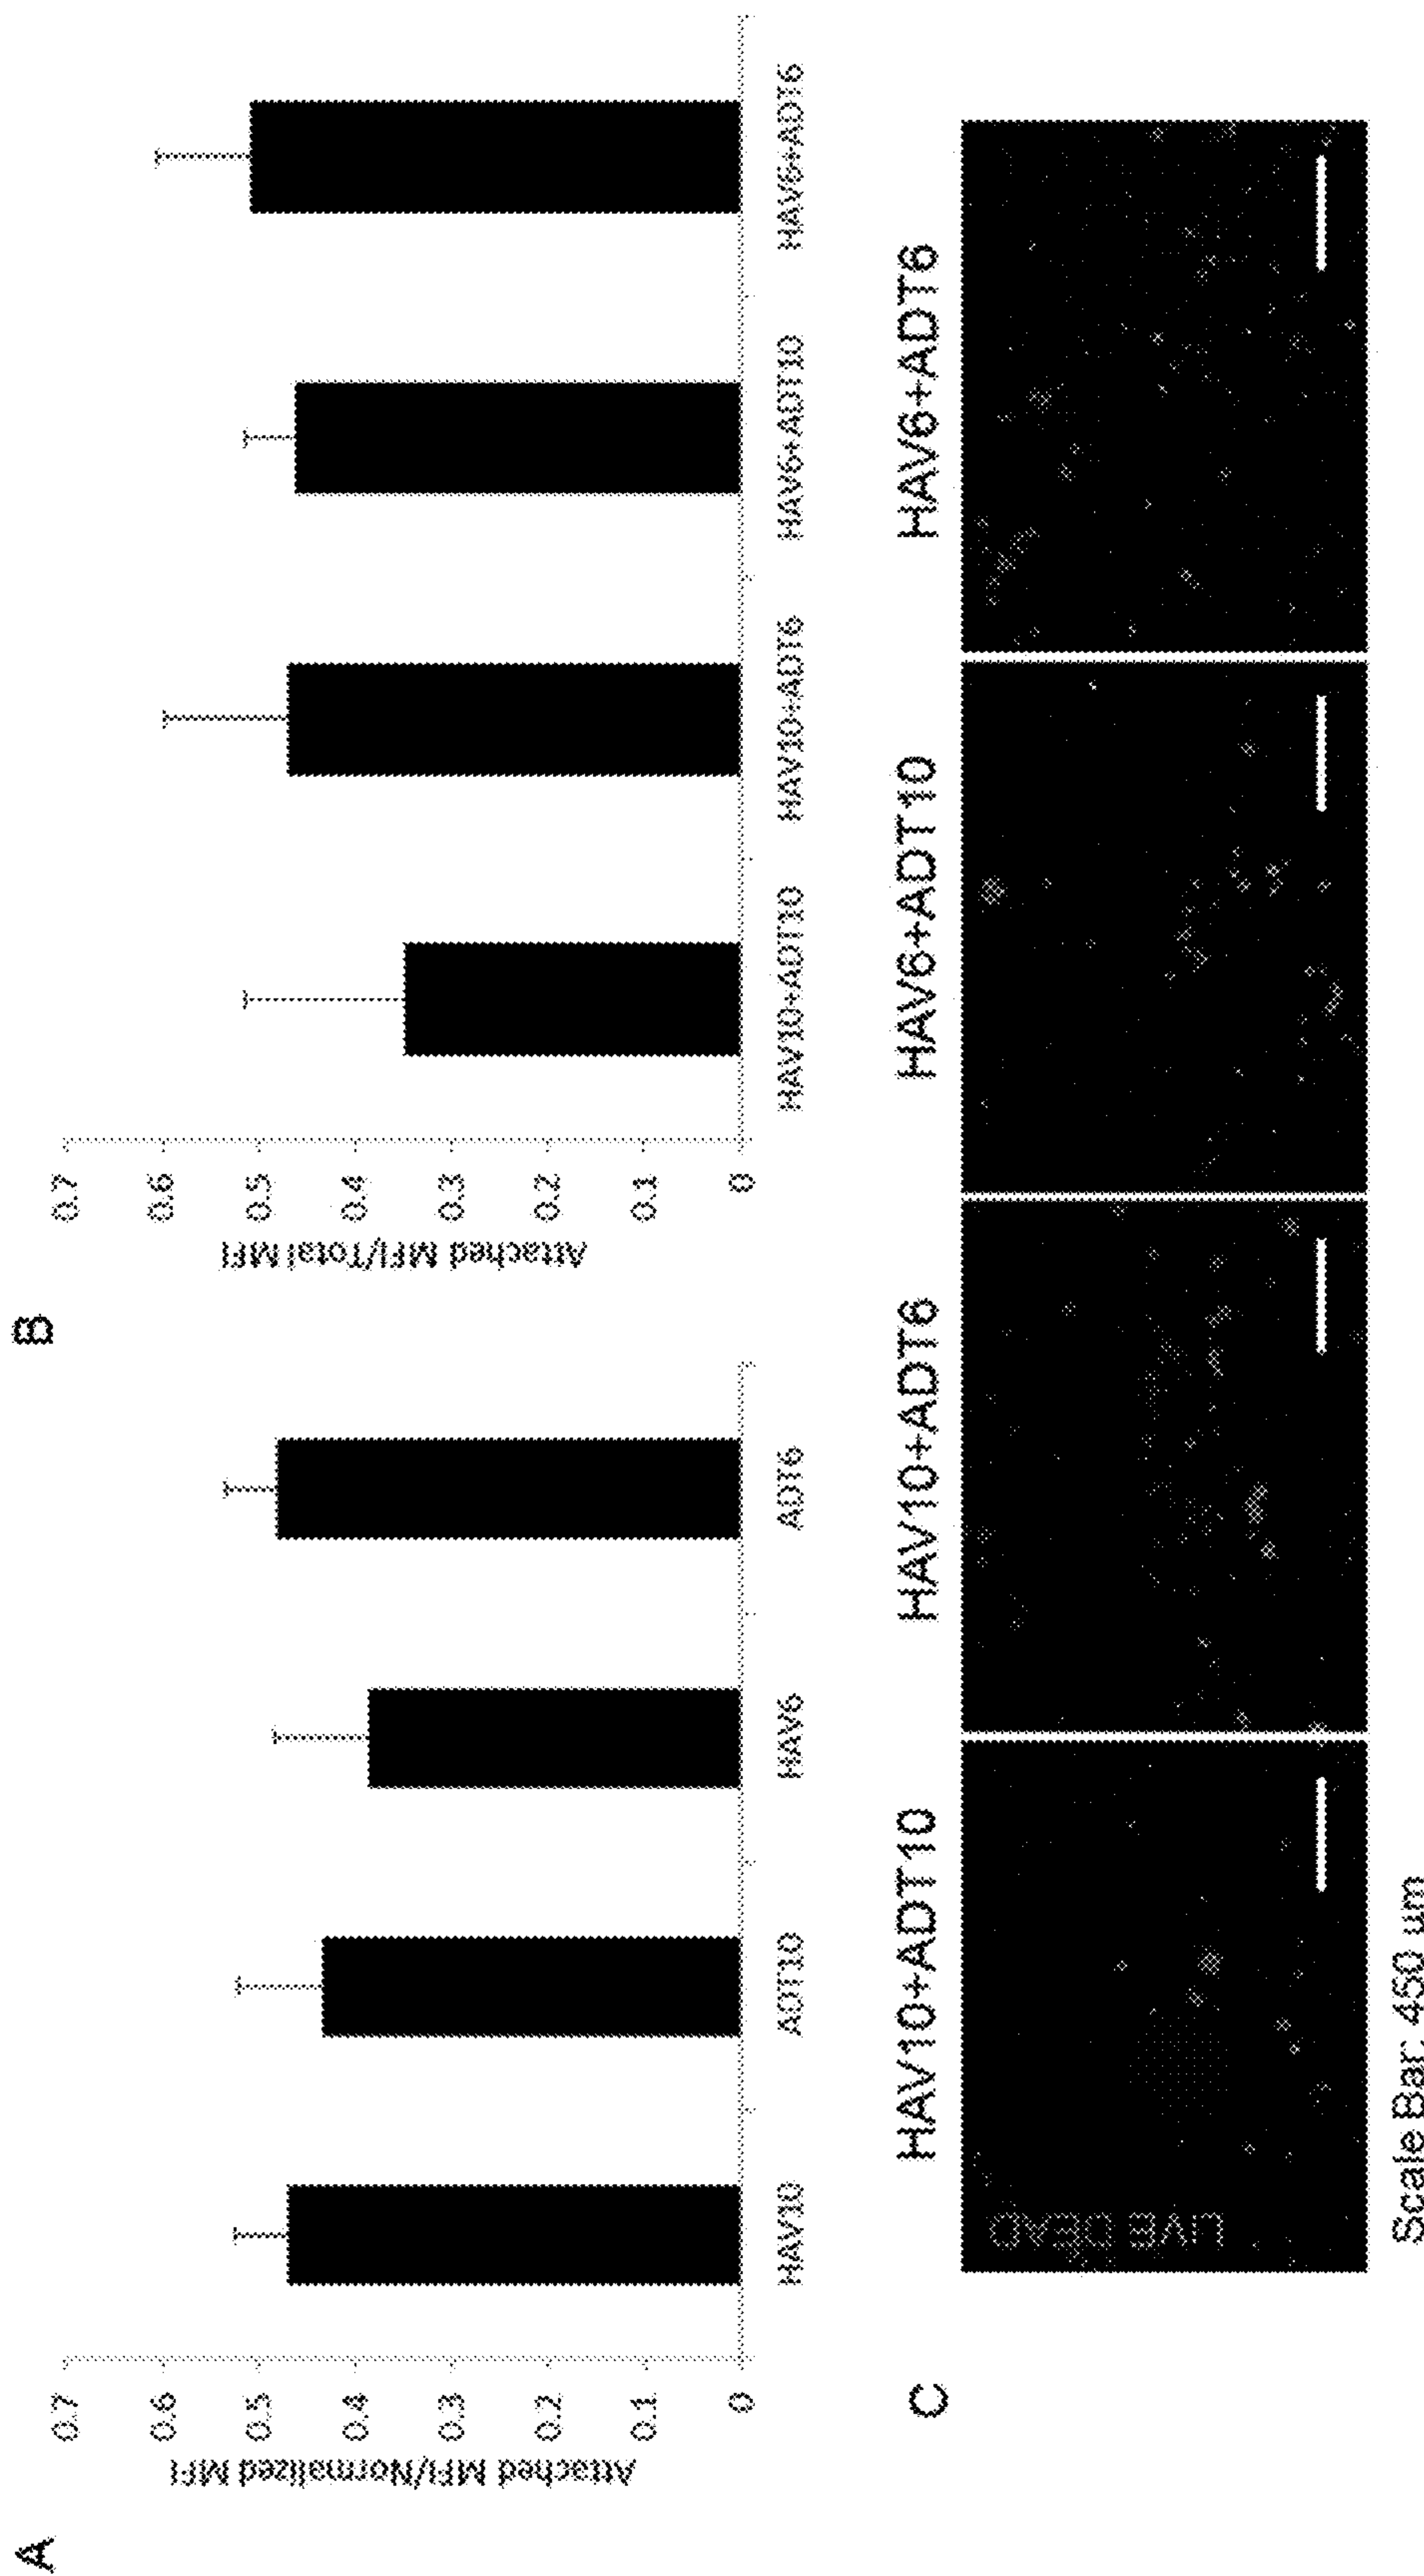 A
Attached MFI/Normalized MFI
0.7
0.6
0.5
0.4
0.3
0.2
0.1
0
HAV10
ADT10
HAV6
ADT6
B
Attached MFI/Total MFI
0.7
0.6
0.5
0.4
0.3
0.2
0.1
0
HAV10+ADT10
HAV10+ADT6
HAV6+ADT10
HAV6+ADT6
C
HAV10+ADT10
HAV10+ADT6
HAV6+ADT10
HAV6+ADT6
LIVE DEAD
Scale Bar: 450 µm